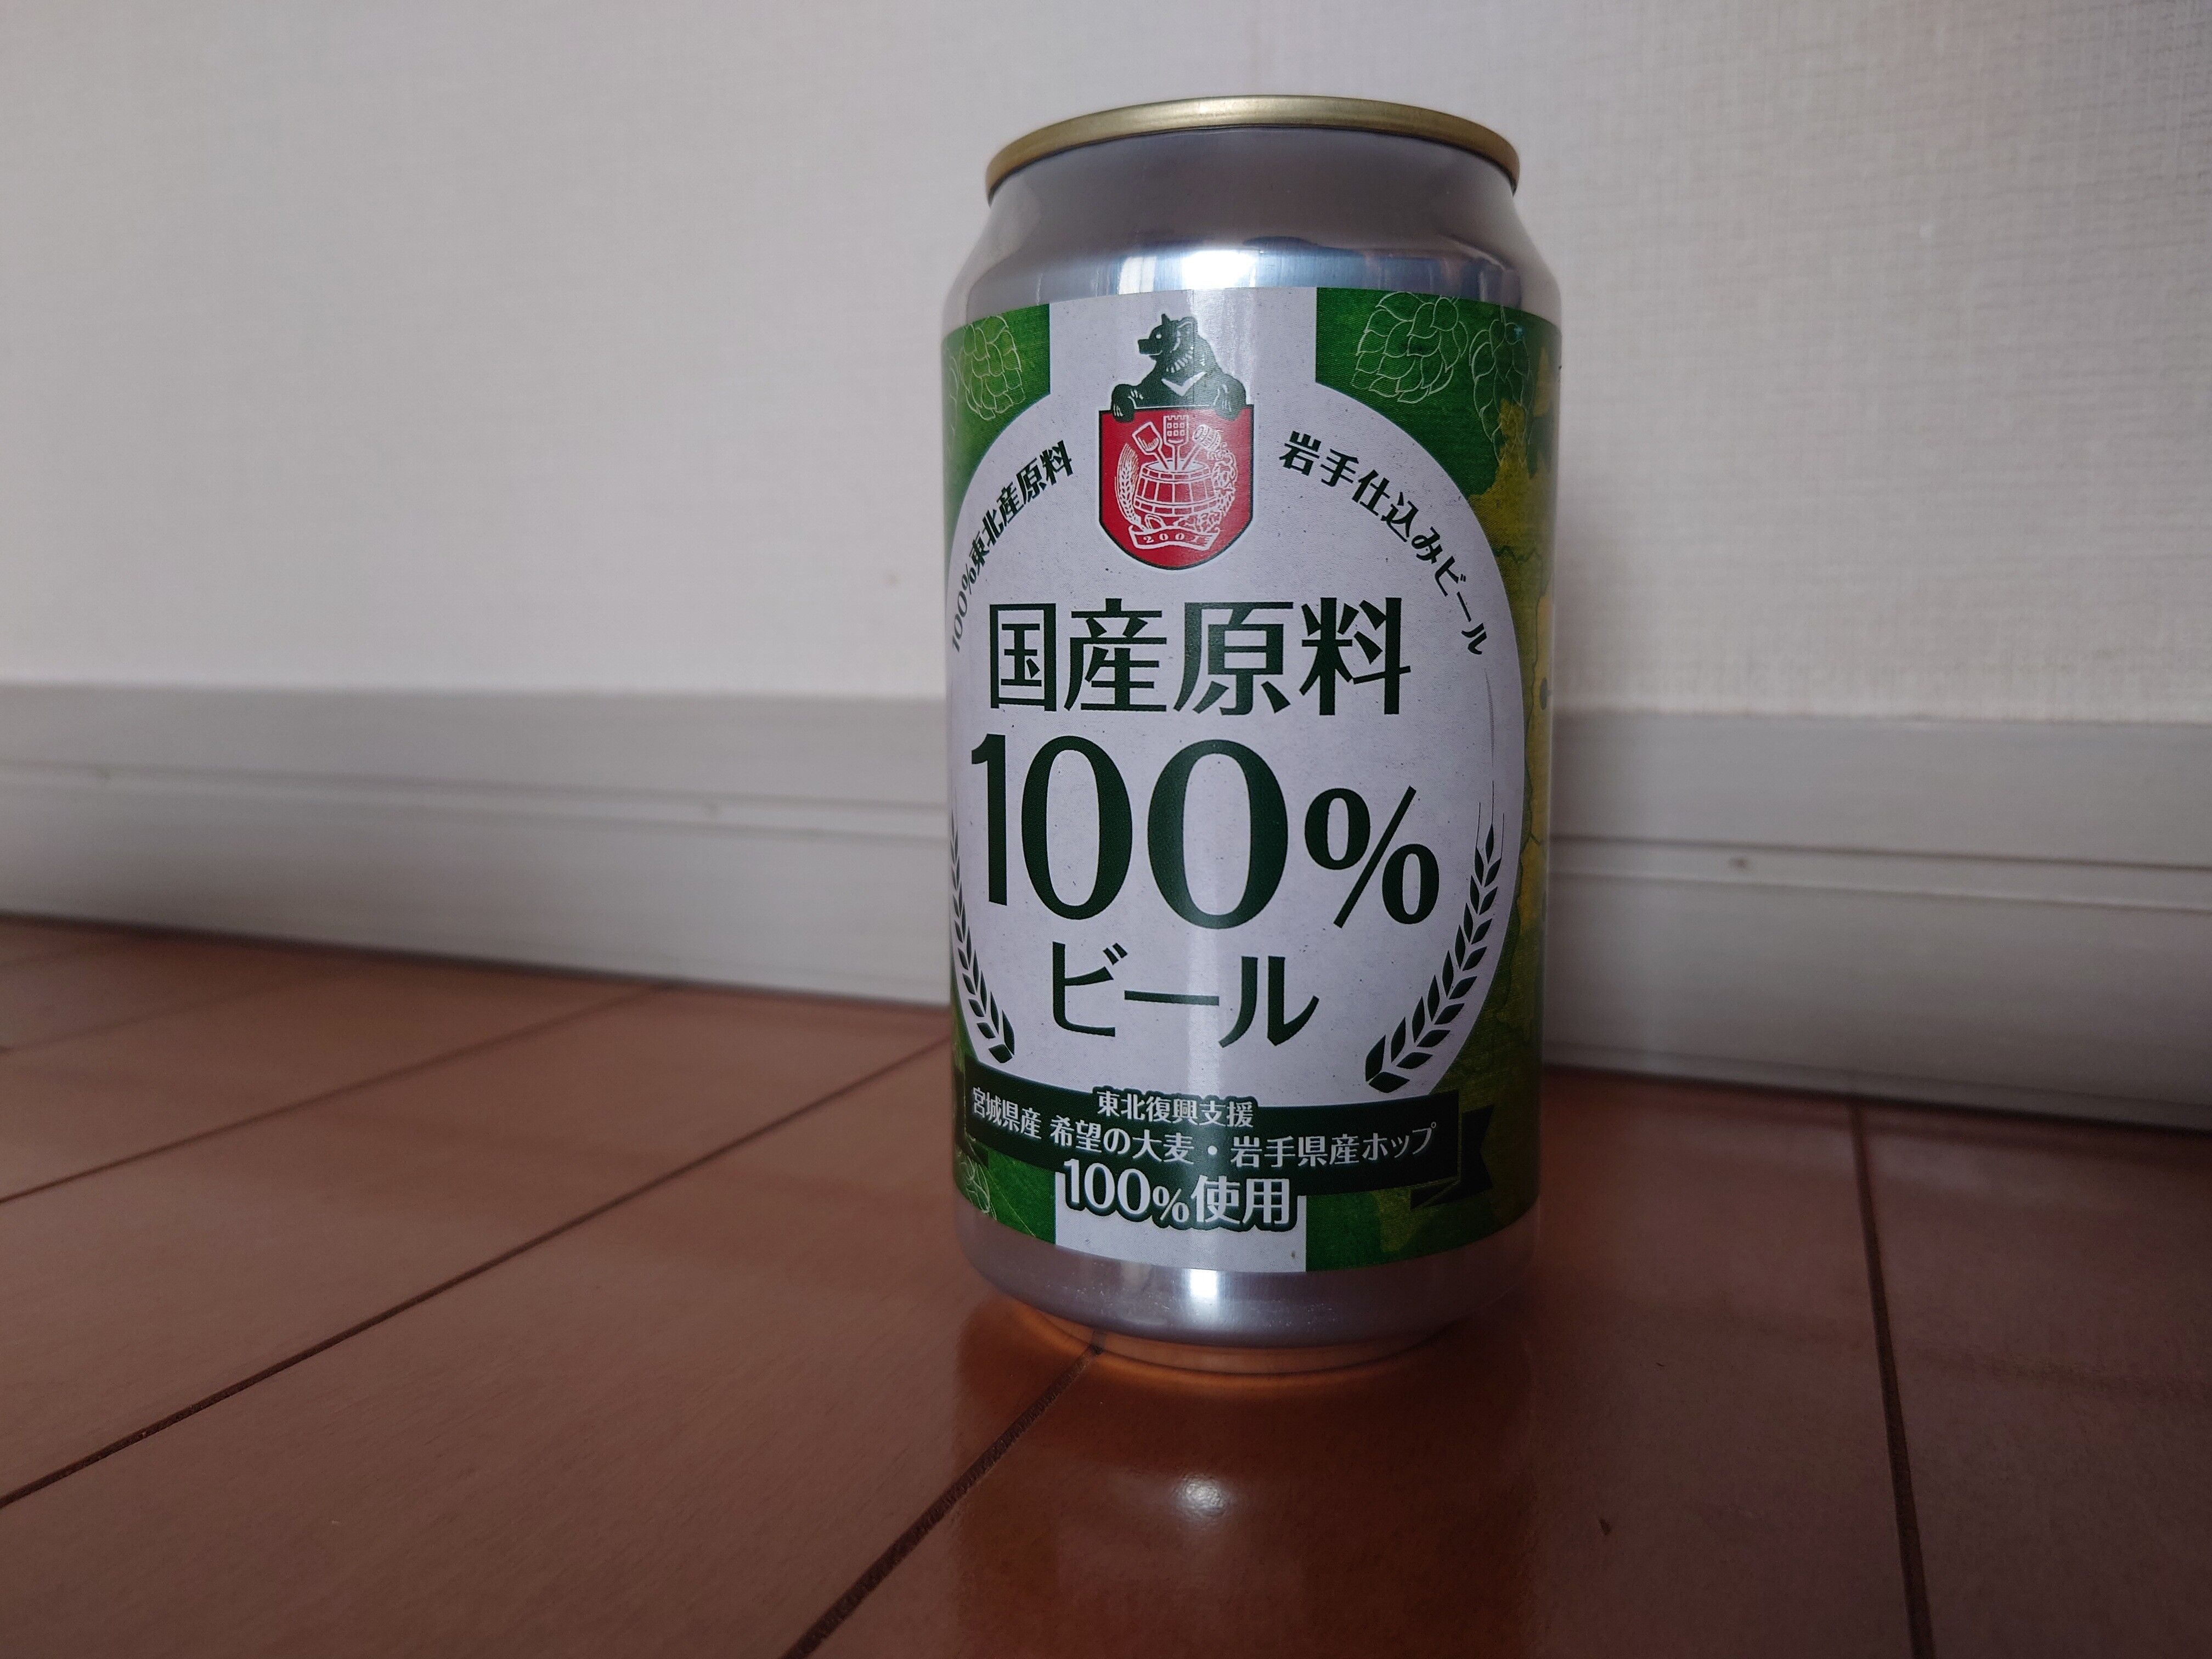 100%東北産原料
岩手仕込みビール
2001
国産原料
100%
ビール
東北復興支援
宮城県産 希望の大麦・岩手県産ホップ
100%使用